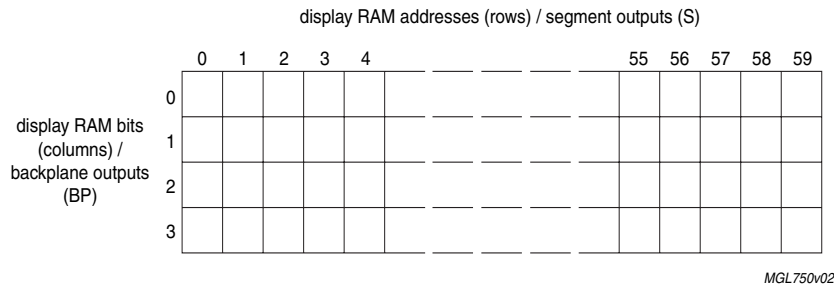 display RAM addresses (rows) / segment outputs (S)
0 1 2 3 4 55 56 57 58 59
0
display RAM bits
1
(columns) /
backplane outputs
2
(BP)
3
MGL750v02